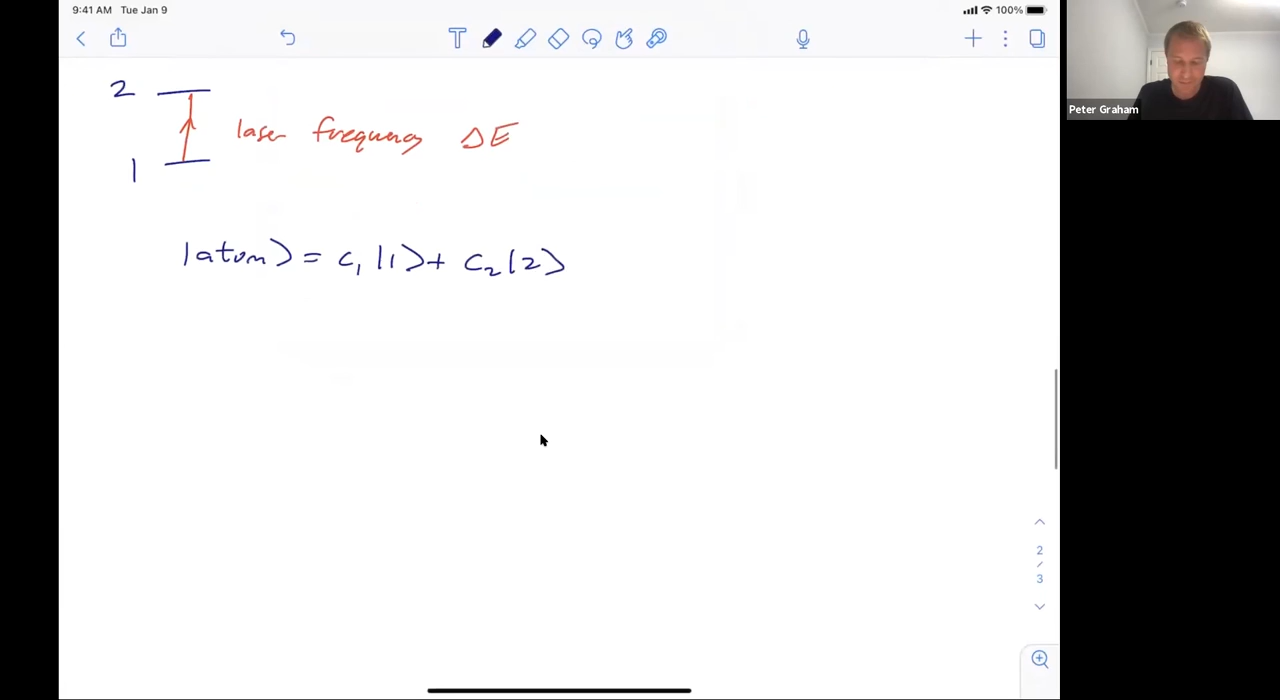 9:41 AM Tue Jan 9
100%
T
Peter Graham
2
laser frequency ΔE
1
|atom⟩ = c₁|1⟩ + c₂|2⟩
2
/
3